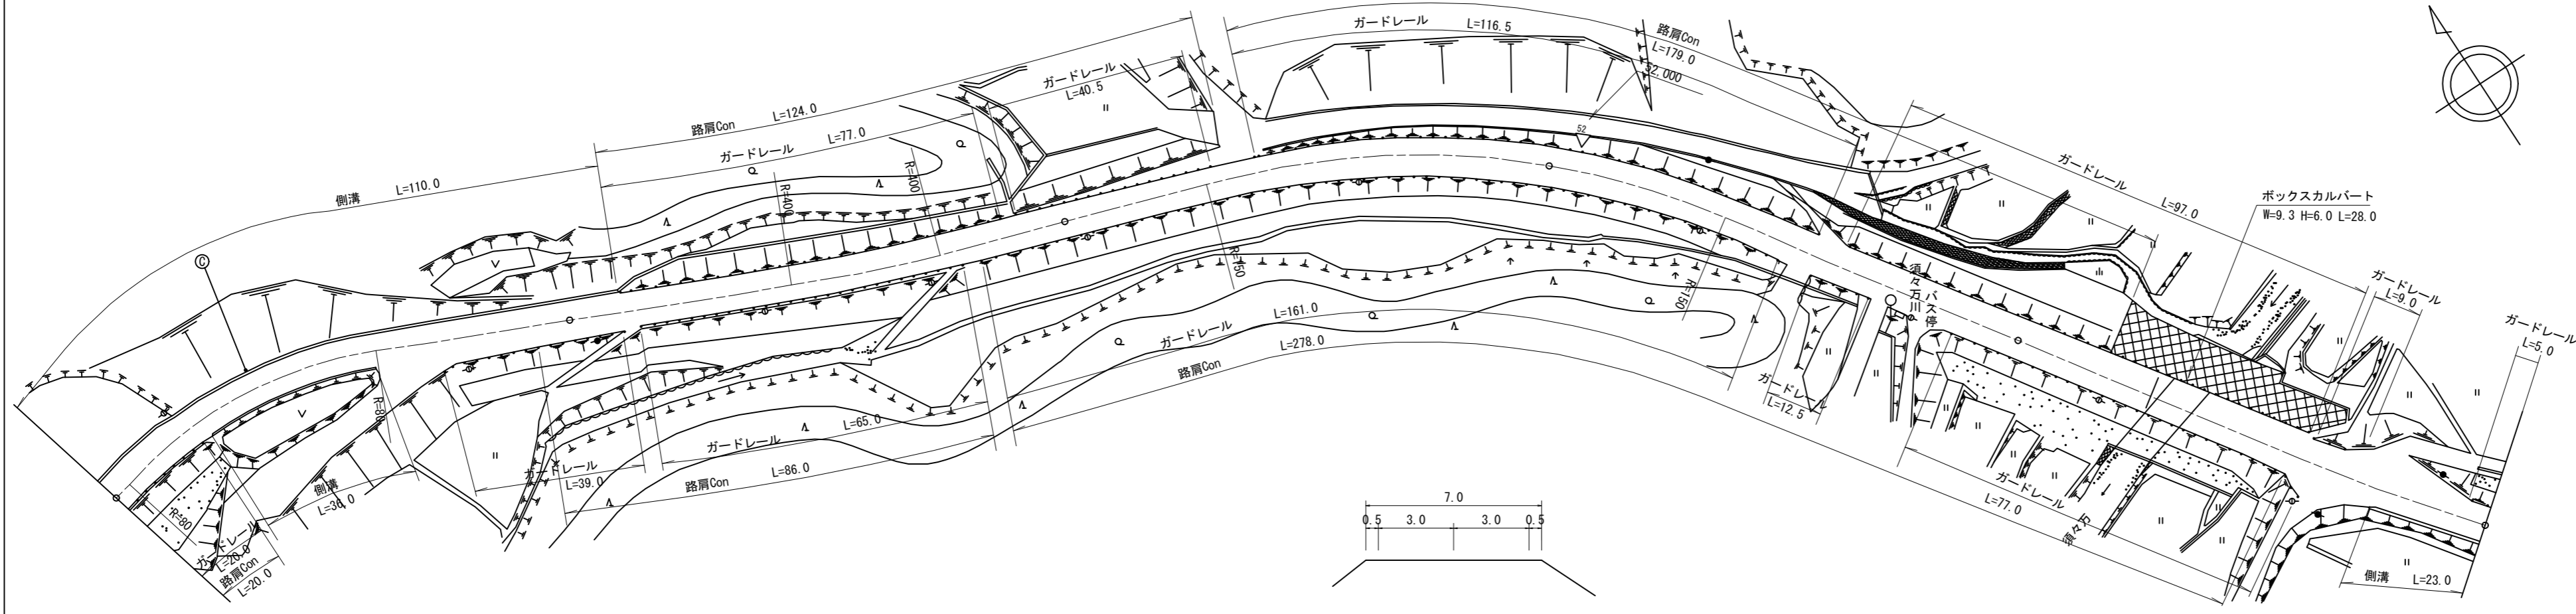 ガードレール L=116.5
路肩Con
L=179.0
52,000
ガードレール
L=40.5
路肩Con L=124.0
ガードレール L=77.0
側溝 L=110.0
52
R=400
R=400
R=150
R=150
R=80
R=80
Ⓒ
ガードレール
L=97.0
ボックスカルバート
W=9.3 H=6.0 L=28.0
ガードレール
L=9.0
ガードレール
L=5.0
須々万川
バス停
ガードレール L=161.0
路肩Con L=278.0
ガードレール
L=12.5
ガードレール L=65.0
路肩Con L=86.0
ガードレール
L=39.0
側溝
L=36.0
ガードレール
L=20.0
路肩Con
L=20.0
7.0
0.5 3.0 3.0 0.5
ガードレール
L=77.0
須々万
側溝 L=23.0